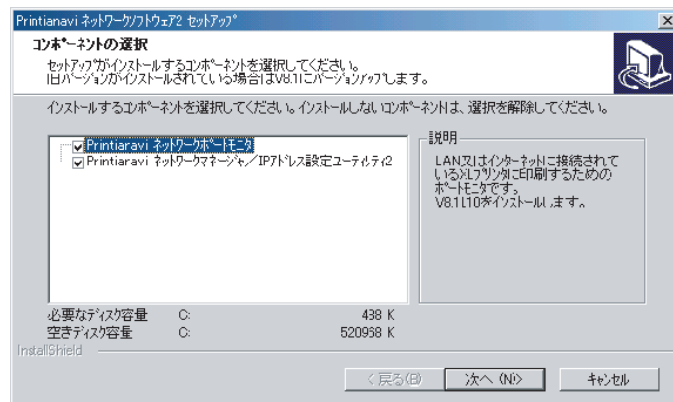 Printianavi ネットワークソフトウェア2 セットアップ
コンポーネントの選択
セットアップがインストールするコンポーネントを選択してください。
旧バージョンがインストールされている場合はV8.1にバージョンアップします。
インストールするコンポーネントを選択してください。インストールしないコンポーネントは、選択を解除してください。
Printiaravi ネットワークポートモニタ
Printiaravi ネットワークマネージャ／IPアドレス設定ユーティリティ2
説明
LAN又はインターネットに接続されて
いるXLプリンタに印刷するための
ポートモニタです。
V8.1L10をインストールします。
必要なディスク容量 C: 438 K
空きディスク容量 C: 520968 K
InstallShield
< 戻る(B)
次へ (N)>
キャンセル